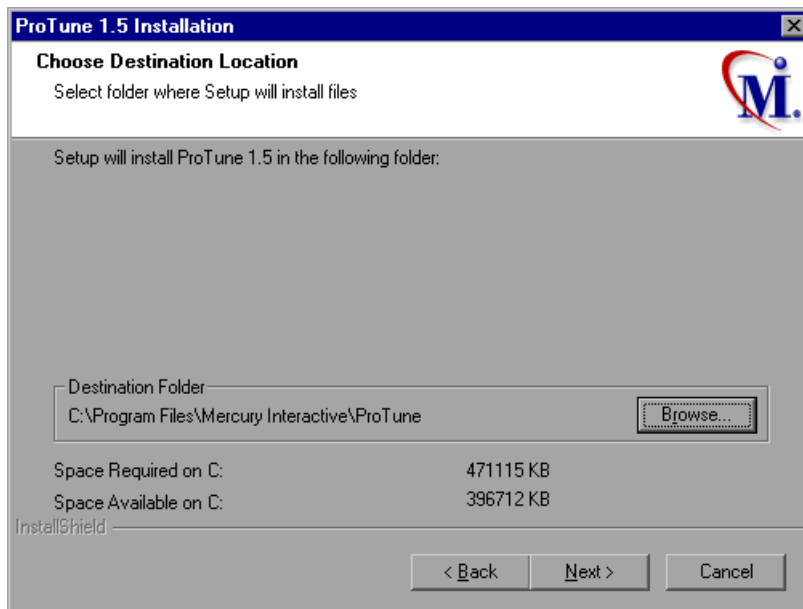 ProTune 1.5 Installation
Choose Destination Location
Select folder where Setup will install files
M.
Setup will install ProTune 1.5 in the following folder:
Destination Folder
C:\Program Files\Mercury Interactive\ProTune
Browse...
Space Required on C: 471115 KB
Space Available on C: 396712 KB
InstallShield
< Back Next > Cancel